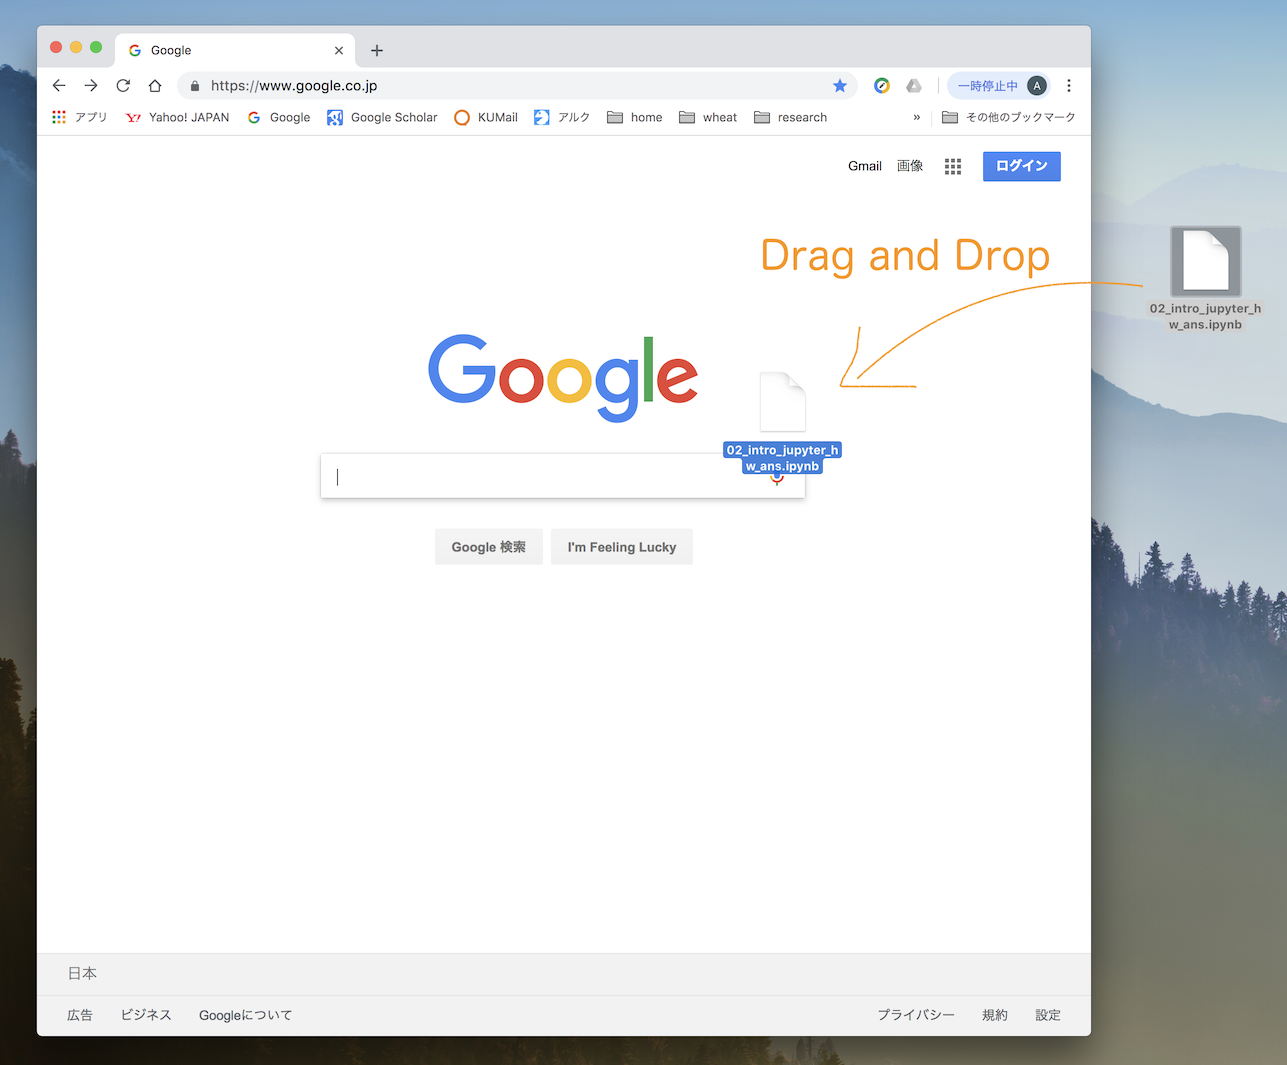 Google
https://www.google.co.jp
一時停止中
A
アプリ
Yahoo! JAPAN
Google
Google Scholar
KUMail
アルク
home
wheat
research
»
その他のブックマーク
Gmail
画像
ログイン
Drag and Drop
02_intro_jupyter_h
w_ans.ipynb
Google
02_intro_jupyter_h
w_ans.ipynb
Google 検索
I'm Feeling Lucky
日本
広告
ビジネス
Googleについて
プライバシー
規約
設定